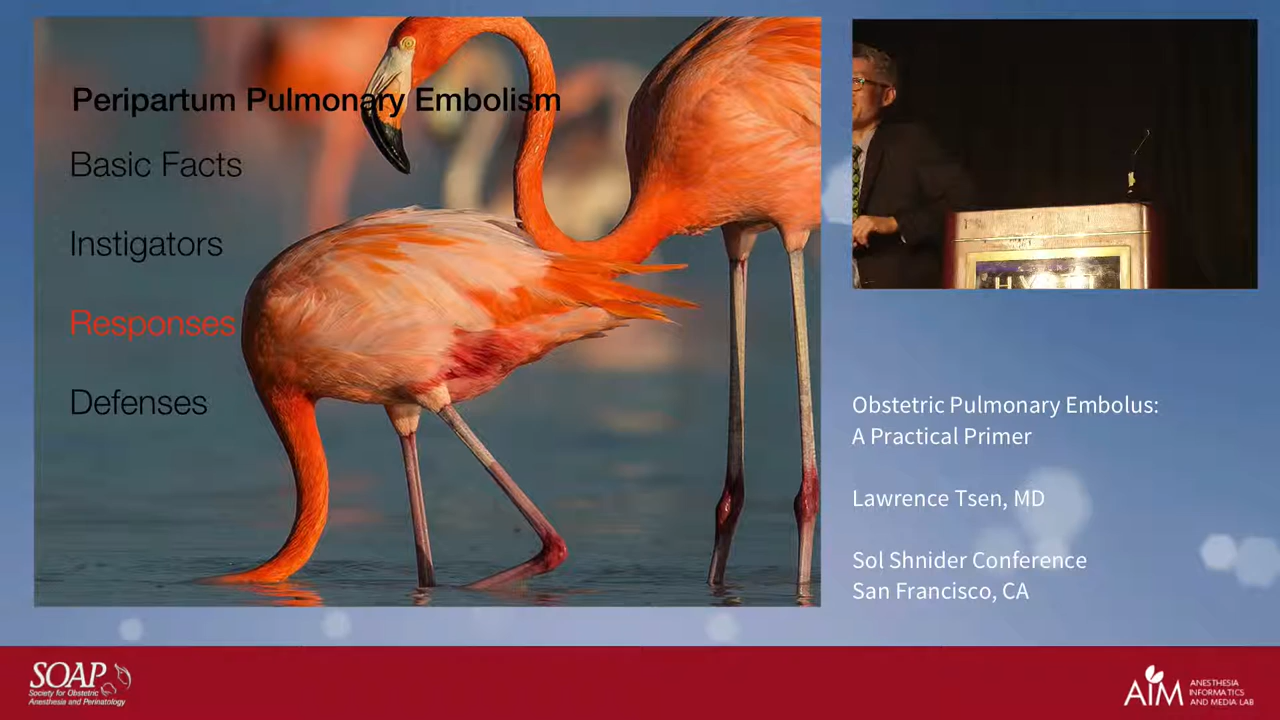 Peripartum Pulmonary Embolism
Basic Facts
Instigators
Responses
Defenses
HYATT
Obstetric Pulmonary Embolus:
A Practical Primer
Lawrence Tsen, MD
Sol Shnider Conference
San Francisco, CA
SOAP
Society for Obstetric
Anesthesia and Perinatology
AIM
ANESTHESIA
INFORMATICS
AND MEDIA LAB